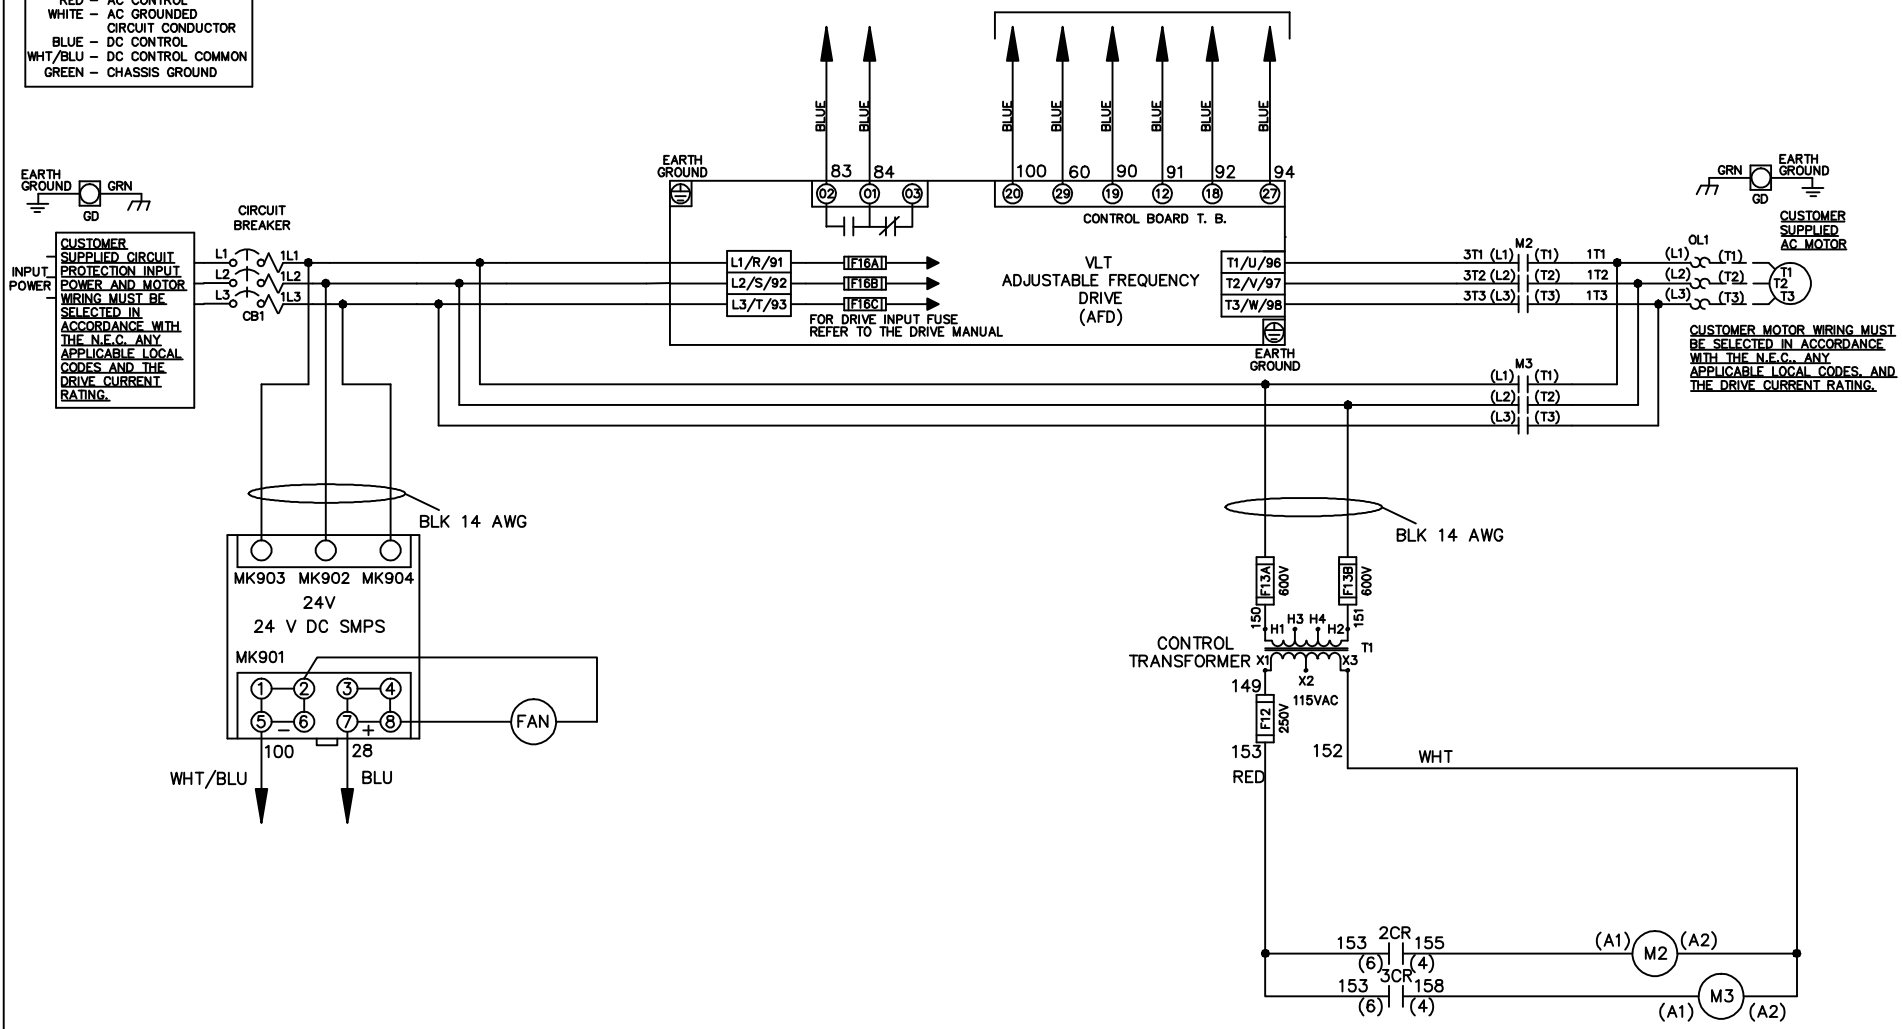 RED – AC CONTROL
WHITE – AC GROUNDED
CIRCUIT CONDUCTOR
BLUE – DC CONTROL
WHT/BLU – DC CONTROL COMMON
GREEN – CHASSIS GROUND
BLUE
BLUE
BLUE
BLUE
BLUE
BLUE
BLUE
BLUE
EARTH
GROUND
GRN
GD
CIRCUIT
BREAKER
EARTH
GROUND
83 84
02 01 03
100 60 90 91 92 94
20 29 19 12 18 27
CONTROL BOARD T. B.
GRN
EARTH
GROUND
GD
CUSTOMER
SUPPLIED
AC MOTOR
INPUT
POWER
CUSTOMER
SUPPLIED CIRCUIT
PROTECTION INPUT
POWER AND MOTOR
WIRING MUST BE
SELECTED IN
ACCORDANCE WITH
THE N.E.C. ANY
APPLICABLE LOCAL
CODES AND THE
DRIVE CURRENT
RATING.
L1 1L1
L2 1L2
L3 1L3
CB1
L1/R/91 F16A
L2/S/92 F16B
L3/T/93 F16C
FOR DRIVE INPUT FUSE
REFER TO THE DRIVE MANUAL
VLT
ADJUSTABLE FREQUENCY
DRIVE
(AFD)
T1/U/96
T2/V/97
T3/W/98
EARTH
GROUND
M2
3T1 (L1) (T1) 1T1
3T2 (L2) (T2) 1T2
3T3 (L3) (T3) 1T3
OL1
(L1) (T1)
(L2) (T2)
(L3) (T3)
T1
T2
T3
CUSTOMER MOTOR WIRING MUST
BE SELECTED IN ACCORDANCE
WITH THE N.E.C., ANY
APPLICABLE LOCAL CODES, AND
THE DRIVE CURRENT RATING.
M3
(L1) (T1)
(L2) (T2)
(L3) (T3)
BLK 14 AWG
BLK 14 AWG
MK903 MK902 MK904
24V
24 V DC SMPS
MK901
1 2 3 4
5 – 6 7 + 8
FAN
100 28
WHT/BLU BLU
F13A
600V
F13B
600V
150
151
H1 H3 H4 H2
T1
CONTROL
TRANSFORMER
X1 X3
X2
115VAC
149
F12
250V
153
152
RED
WHT
2CR
153 155
(6) (4)
(A1) M2 (A2)
3CR
153 158
(6) (4)
(A1) M3 (A2)